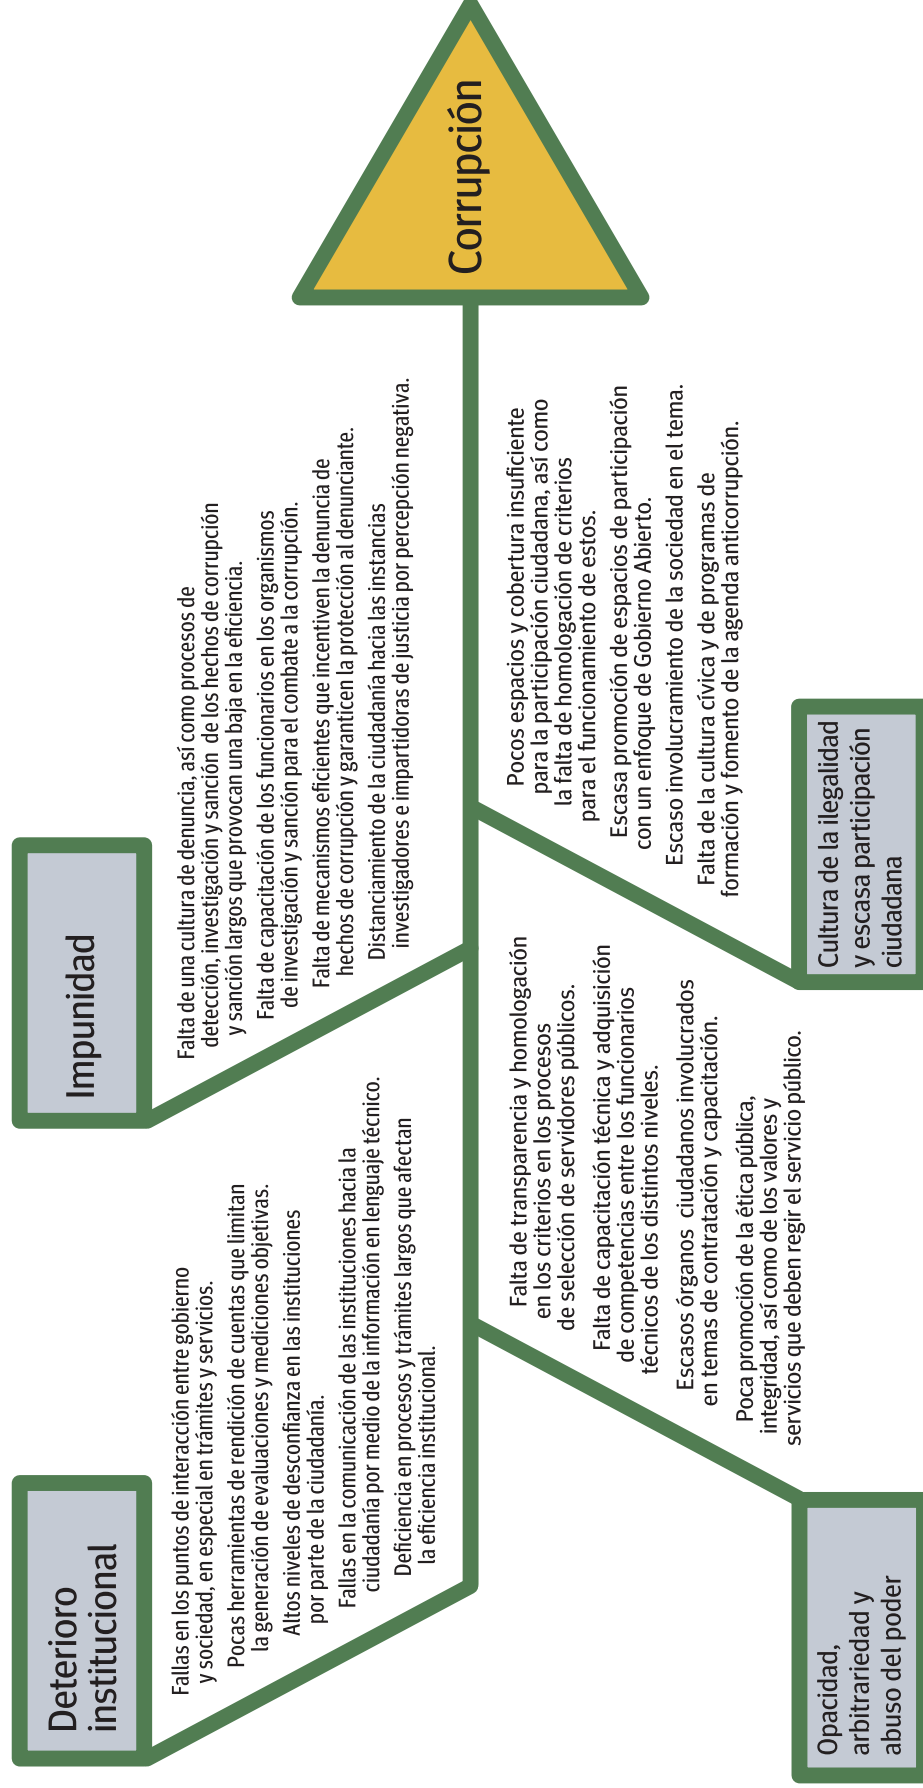 Deterioro
institucional
Fallas en los puntos de interacción entre gobierno
y sociedad, en especial en trámites y servicios.
Pocas herramientas de rendición de cuentas que limitan
la generación de evaluaciones y mediciones objetivas.
Altos niveles de desconfianza en las instituciones
por parte de la ciudadanía.
Fallas en la comunicación de las instituciones hacia la
ciudadanía por medio de la información en lenguaje técnico.
Deficiencia en procesos y trámites largos que afectan
la eficiencia institucional.
Impunidad
Falta de una cultura de denuncia, así como procesos de
detección, investigación y sanción de los hechos de corrupción
y sanción largos que provocan una baja en la eficiencia.
Falta de capacitación de los funcionarios en los organismos
de investigación y sanción para el combate a la corrupción.
Falta de mecanismos eficientes que incentiven la denuncia de
hechos de corrupción y garanticen la protección al denunciante.
Distanciamiento de la ciudadanía hacia las instancias
investigadores e impartidoras de justicia por percepción negativa.
Corrupción
Falta de transparencia y homologación
en los criterios en los procesos
de selección de servidores públicos.
Falta de capacitación técnica y adquisición
de competencias entre los funcionarios
técnicos de los distintos niveles.
Escasos órganos ciudadanos involucrados
en temas de contratación y capacitación.
Poca promoción de la ética pública,
integridad, así como de los valores y
servicios que deben regir el servicio público.
Opacidad,
arbitrariedad y
abuso del poder
Pocos espacios y cobertura insuficiente
para la participación ciudadana, así como
la falta de homologación de criterios
para el funcionamiento de estos.
Escasa promoción de espacios de participación
con un enfoque de Gobierno Abierto.
Escaso involucramiento de la sociedad en el tema.
Falta de la cultura cívica y de programas de
formación y fomento de la agenda anticorrupción.
Cultura de la ilegalidad
y escasa participación
ciudadana